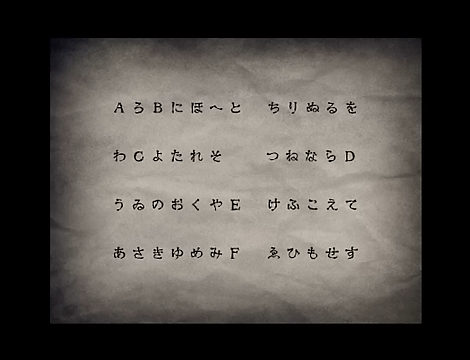 AろBにほへと　ちりぬるを
わCよたれそ　つねならD
うゐのおくやE　けふこえて
あさきゆめみF　ゑひもせす